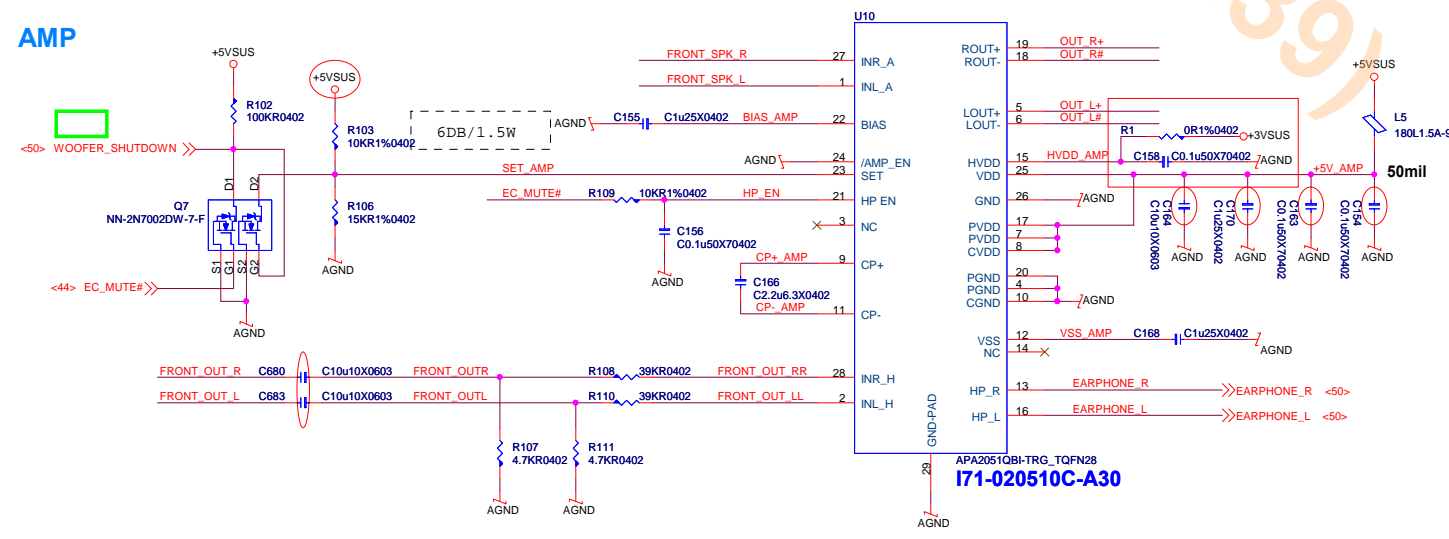 AMP
U10
+5VSUS
R102
100KR0402
<50> WOOFER_SHUTDOWN
D1
D2
Q7
NN-2N7002DW-7-F
S1
G1
S2
G2
<44> EC_MUTE#
AGND
+5VSUS
R103
10KR1%0402
R106
15KR1%0402
AGND
6DB/1.5W
FRONT_SPK_R
27
INR_A
FRONT_SPK_L
1
INL_A
AGND
C155
C1u25X0402
BIAS_AMP
22
BIAS
AGND
24
/AMP_EN
SET_AMP
23
SET
EC_MUTE#
R109
10KR1%0402
HP_EN
21
HP EN
3
NC
C156
C0.1u50X70402
AGND
CP+_AMP
9
CP+
C166
C2.2u6.3X0402
CP-_AMP
11
CP-
FRONT_OUT_R
C680
C10u10X0603
FRONT_OUTR
R108
39KR0402
FRONT_OUT_RR
28
INR_H
FRONT_OUT_L
C683
C10u10X0603
FRONT_OUTL
R110
39KR0402
FRONT_OUT_LL
2
INL_H
R107
4.7KR0402
R111
4.7KR0402
AGND
AGND
GND-PAD
29
AGND
APA2051QBI-TRG_TQFN28
I71-020510C-A30
ROUT+
19
OUT_R+
ROUT-
18
OUT_R#
LOUT+
5
OUT_L+
LOUT-
6
OUT_L#
R1
0R1%0402
+3VSUS
HVDD
15
HVDD_AMP
C158
C0.1u50X70402
AGND
VDD
25
+5V_AMP
50mil
+5VSUS
L5
180L1.5A-9
GND
26
AGND
C164
C10u10X0603
AGND
C170
C1u25X0402
AGND
C163
C0.1u50X70402
AGND
C154
C0.1u50X70402
AGND
PVDD
17
PVDD
7
CVDD
8
PGND
20
PGND
4
CGND
10
AGND
VSS
12
VSS_AMP
C168
C1u25X0402
AGND
NC
14
HP_R
13
EARPHONE_R
EARPHONE_R <50>
HP_L
16
EARPHONE_L
EARPHONE_L <50>
39)